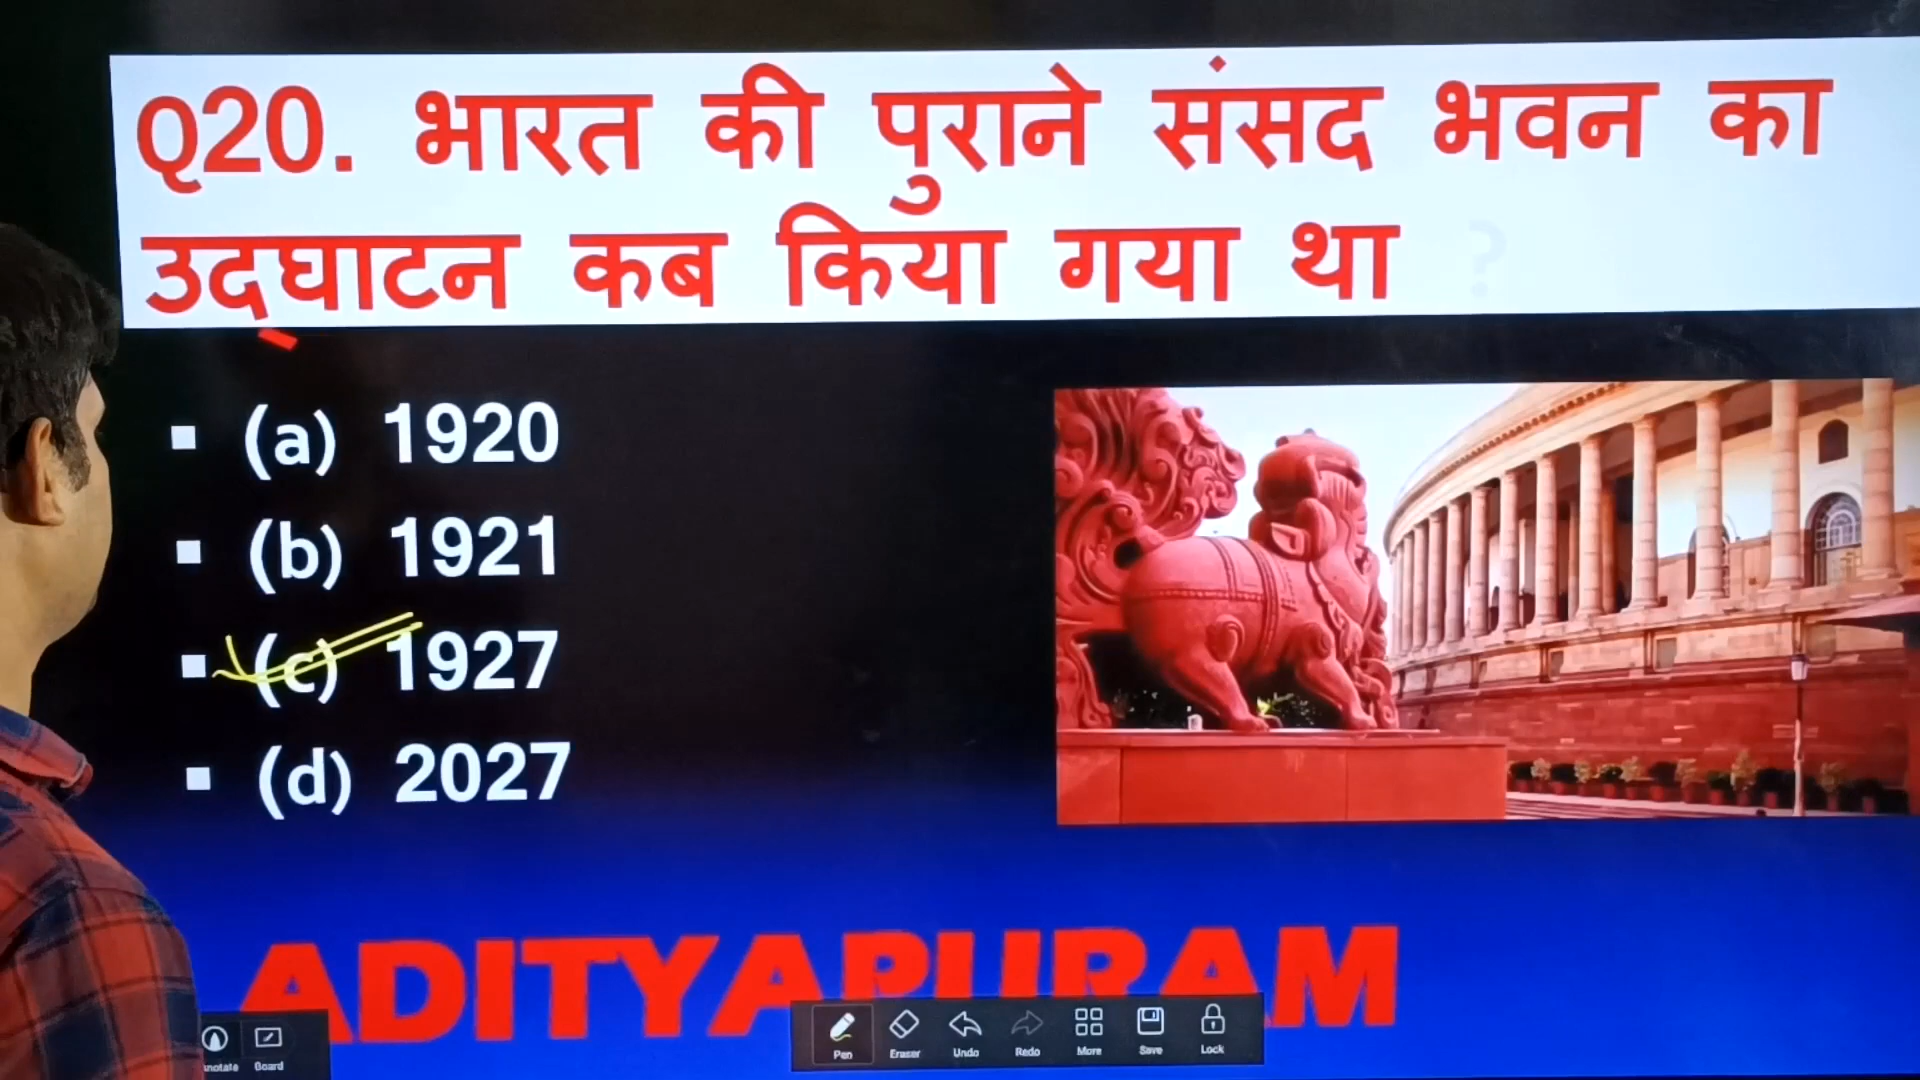 Q20. भारत की पुराने संसद भवन का
उद्घाटन कब किया गया था ?
(a) 1920
(b) 1921
(c) 1927
(d) 2027
ADITYAPURAM
Pen Eraser Undo Redo More Save Lock
Board